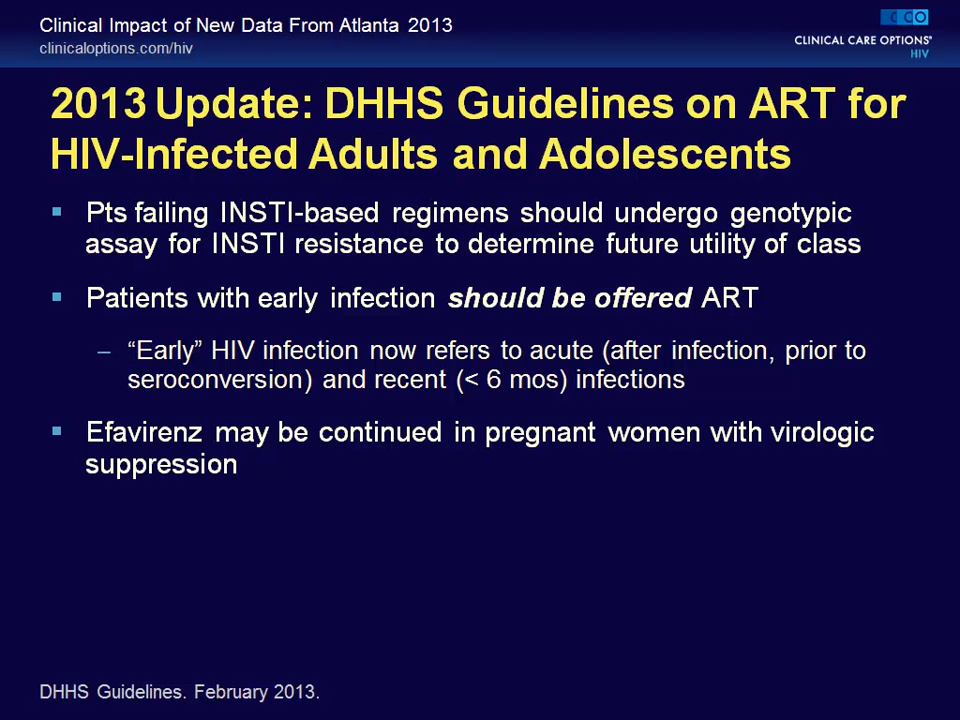 Clinical Impact of New Data From Atlanta 2013
clinicaloptions.com/hiv
CCO
CLINICAL CARE OPTIONS®
HIV
2013 Update: DHHS Guidelines on ART for
HIV-Infected Adults and Adolescents
▪ Pts failing INSTI-based regimens should undergo genotypic
assay for INSTI resistance to determine future utility of class
▪ Patients with early infection should be offered ART
– “Early” HIV infection now refers to acute (after infection, prior to
seroconversion) and recent (< 6 mos) infections
▪ Efavirenz may be continued in pregnant women with virologic
suppression
DHHS Guidelines. February 2013.